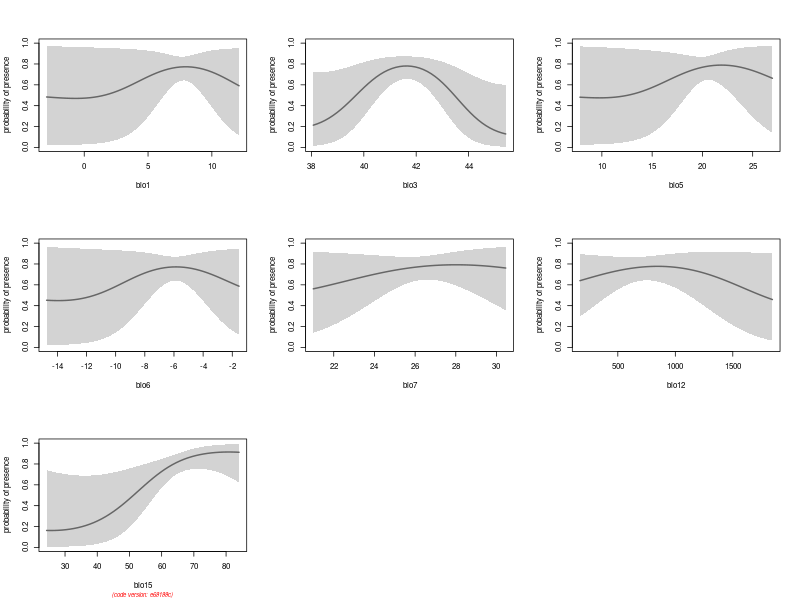 probability of presence
0.0 0.2 0.4 0.6 0.8 1.0
0 5 10
bio1
probability of presence
0.0 0.2 0.4 0.6 0.8 1.0
38 40 42 44
bio3
probability of presence
0.0 0.2 0.4 0.6 0.8 1.0
10 15 20 25
bio5
probability of presence
0.0 0.2 0.4 0.6 0.8 1.0
-14 -12 -10 -8 -6 -4 -2
bio6
probability of presence
0.0 0.2 0.4 0.6 0.8 1.0
22 24 26 28 30
bio7
probability of presence
0.0 0.2 0.4 0.6 0.8 1.0
500 1000 1500
bio12
probability of presence
0.0 0.2 0.4 0.6 0.8 1.0
30 40 50 60 70 80
bio15
(code version: